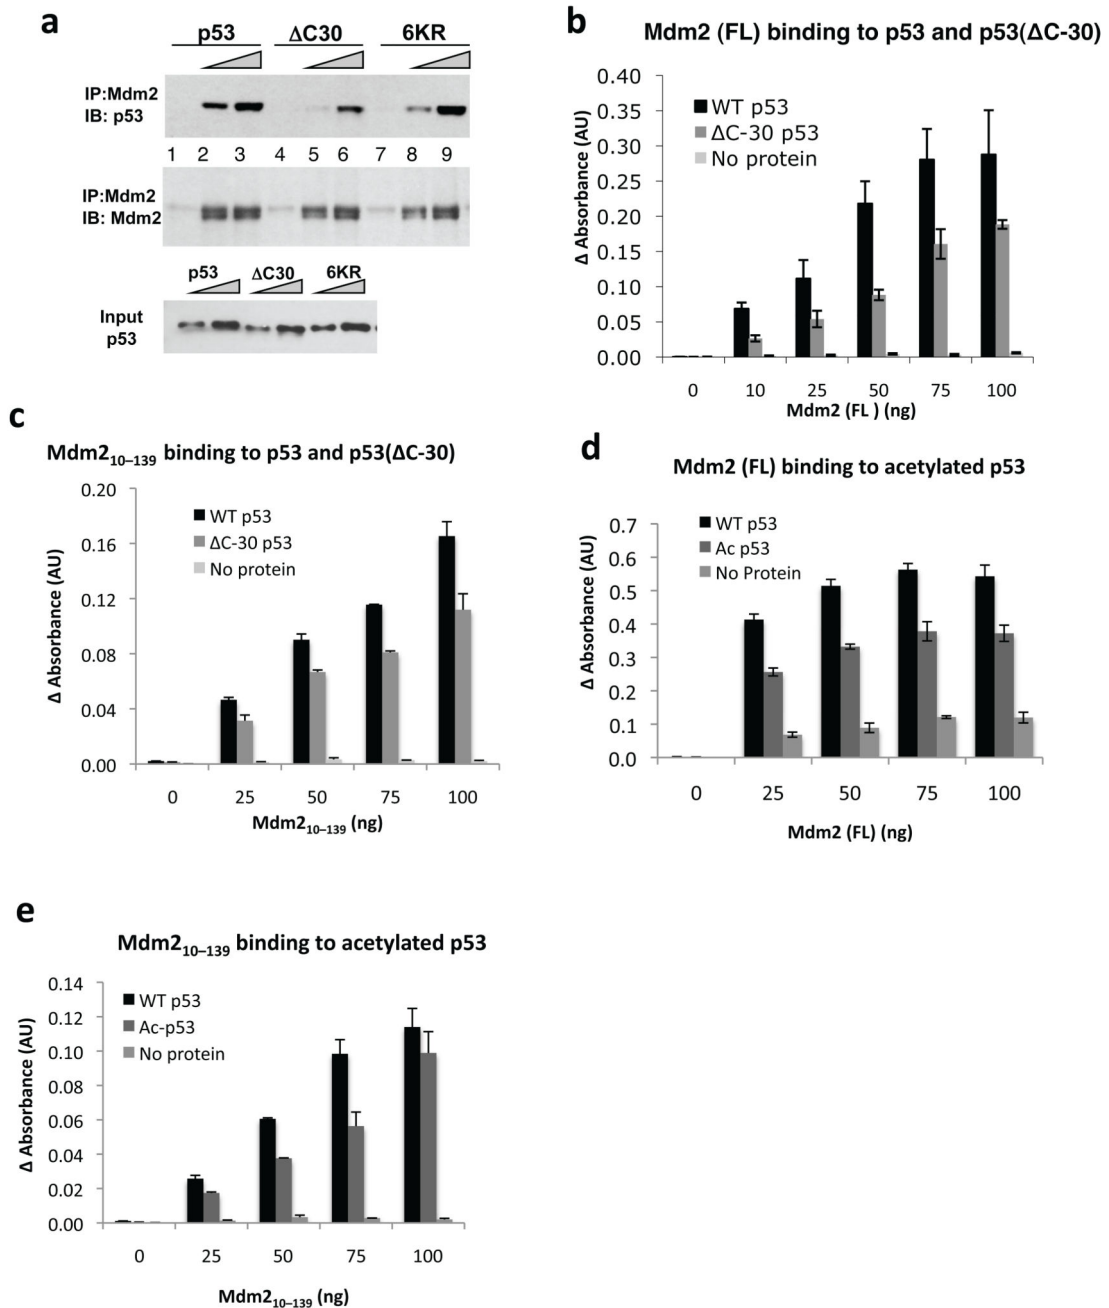 a
p53 ΔC30 6KR
IP:Mdm2
IB: p53
1 2 3 4 5 6 7 8 9
IP:Mdm2
IB: Mdm2
p53 ΔC30 6KR
Input
p53
b
Mdm2 (FL) binding to p53 and p53(ΔC-30)
0.40
0.35
0.30
0.25
0.20
0.15
0.10
0.05
0.00
Δ Absorbance (AU)
WT p53
ΔC-30 p53
No protein
0 10 25 50 75 100
Mdm2 (FL ) (ng)
c
Mdm2₁₀₋₁₃₉ binding to p53 and p53(ΔC-30)
0.20
0.16
0.12
0.08
0.04
0.00
Δ Absorbance (AU)
WT p53
ΔC-30 p53
No protein
0 25 50 75 100
Mdm2₁₀₋₁₃₉ (ng)
d
Mdm2 (FL) binding to acetylated p53
0.7
0.6
0.5
0.4
0.3
0.2
0.1
0.0
Δ Absorbance (AU)
WT p53
Ac p53
No Protein
0 25 50 75 100
Mdm2 (FL) (ng)
e
Mdm2₁₀₋₁₃₉ binding to acetylated p53
0.14
0.12
0.10
0.08
0.06
0.04
0.02
0.00
Δ Absorbance (AU)
WT p53
Ac-p53
No protein
0 25 50 75 100
Mdm2₁₀₋₁₃₉ (ng)